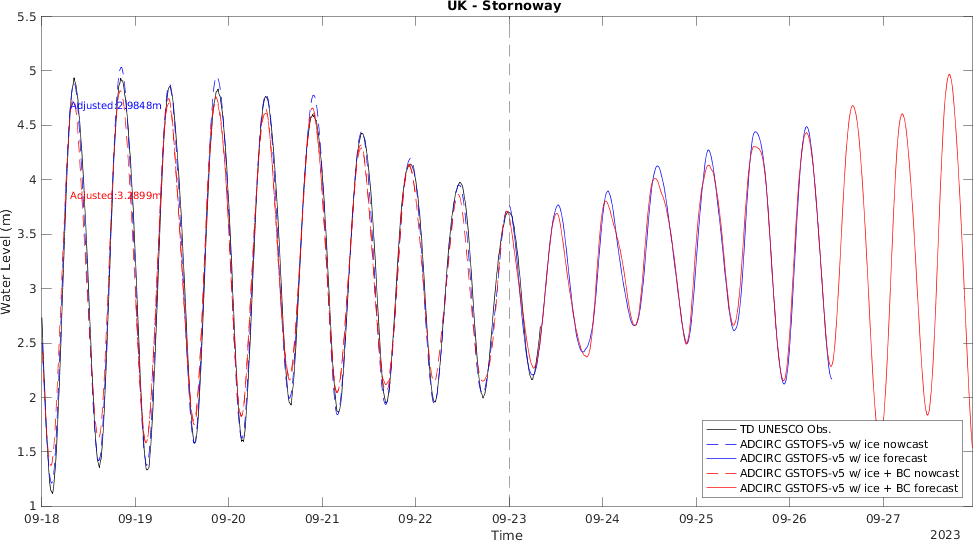 UK - Stornoway
5.5
5
4.5
4
3.5
3
2.5
2
1.5
1
Water Level (m)
Adjusted:2.9848m
Adjusted:3.2899m
TD UNESCO Obs.
ADCIRC GSTOFS-v5 w/ ice nowcast
ADCIRC GSTOFS-v5 w/ ice forecast
ADCIRC GSTOFS-v5 w/ ice + BC nowcast
ADCIRC GSTOFS-v5 w/ ice + BC forecast
09-18 09-19 09-20 09-21 09-22 09-23 09-24 09-25 09-26 09-27
Time
2023